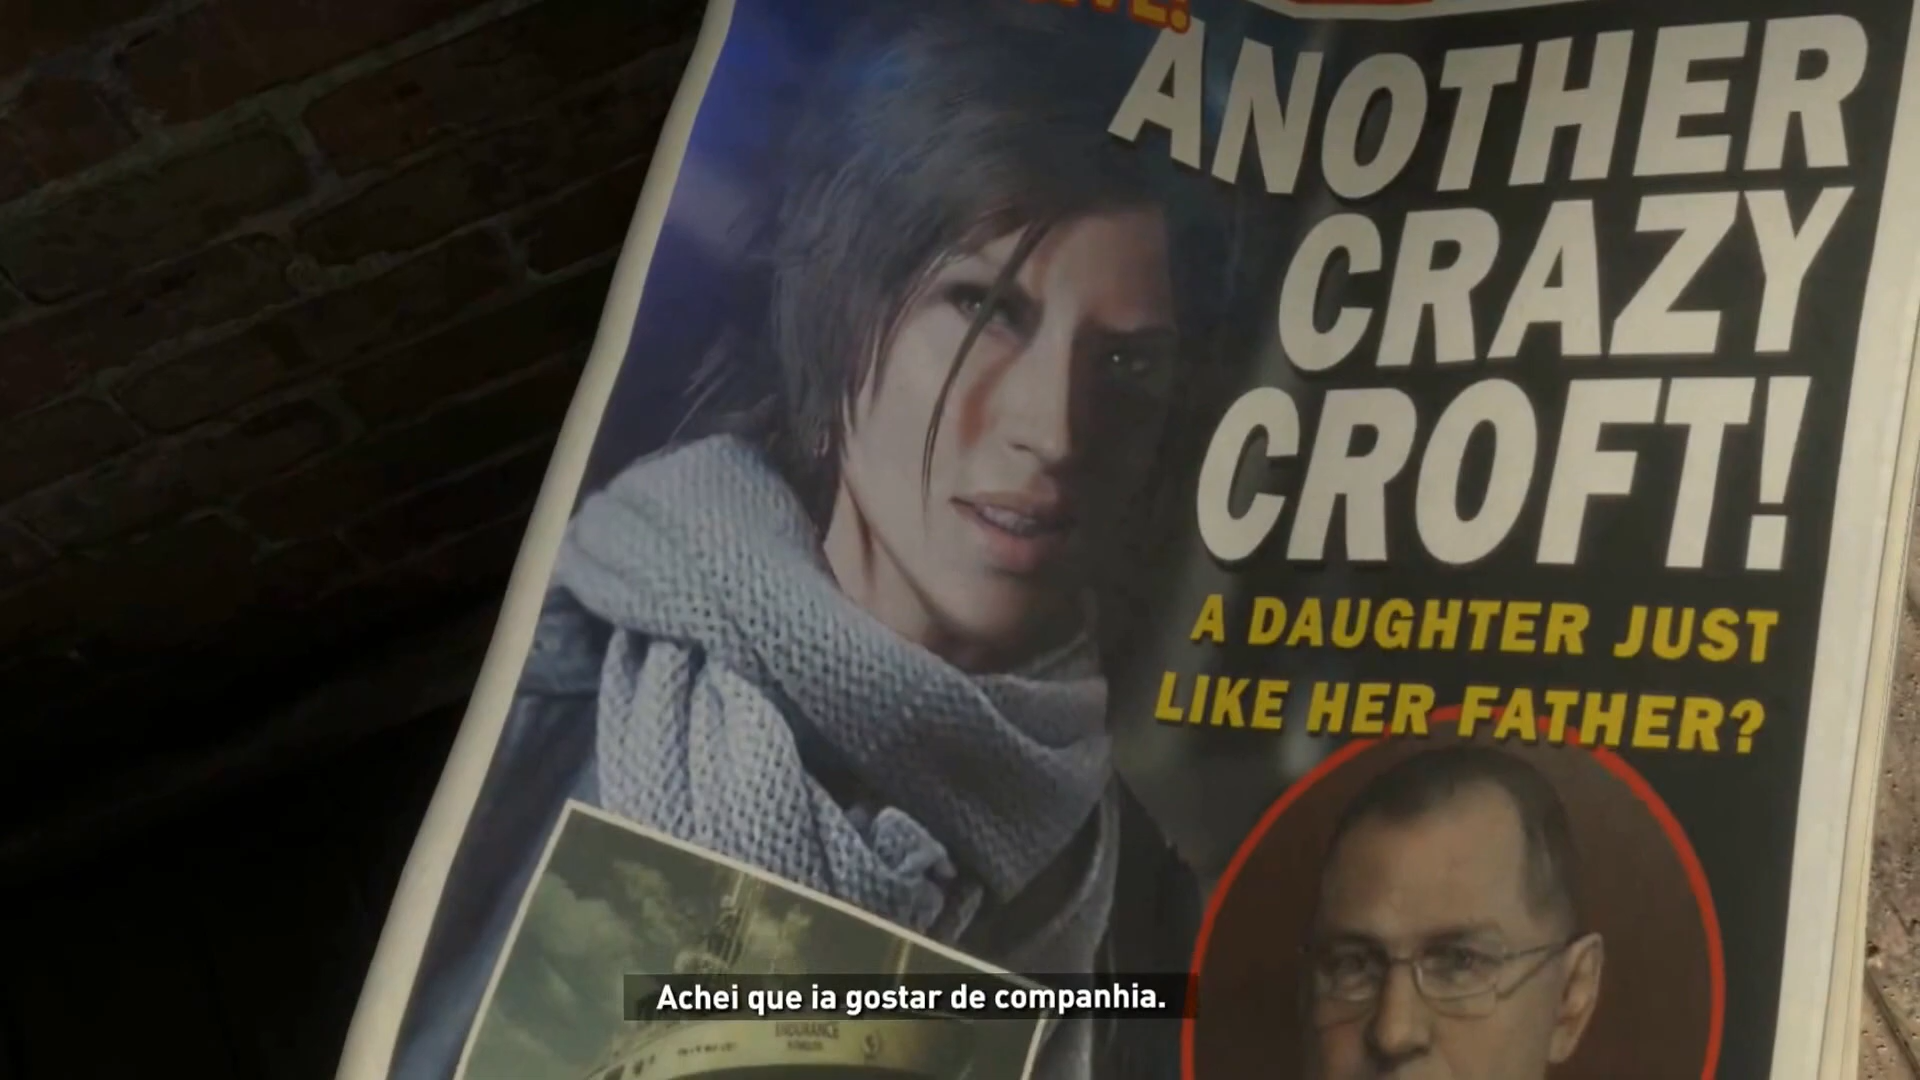 ANOTHER
CRAZY
CROFT!
A DAUGHTER JUST
LIKE HER FATHER?
Achei que ia gostar de companhia.
ENDURANCE